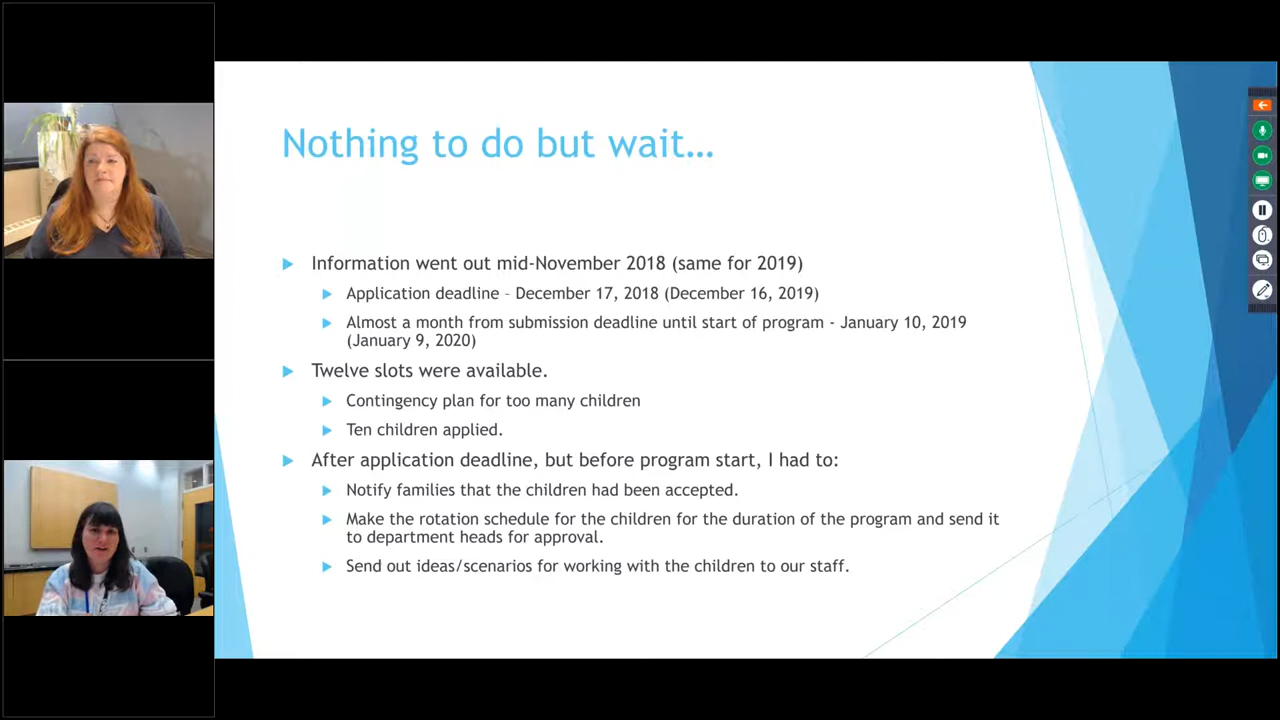 Nothing to do but wait…
Information went out mid-November 2018 (same for 2019)
Application deadline – December 17, 2018 (December 16, 2019)
Almost a month from submission deadline until start of program - January 10, 2019
(January 9, 2020)
Twelve slots were available.
Contingency plan for too many children
Ten children applied.
After application deadline, but before program start, I had to:
Notify families that the children had been accepted.
Make the rotation schedule for the children for the duration of the program and send it
to department heads for approval.
Send out ideas/scenarios for working with the children to our staff.